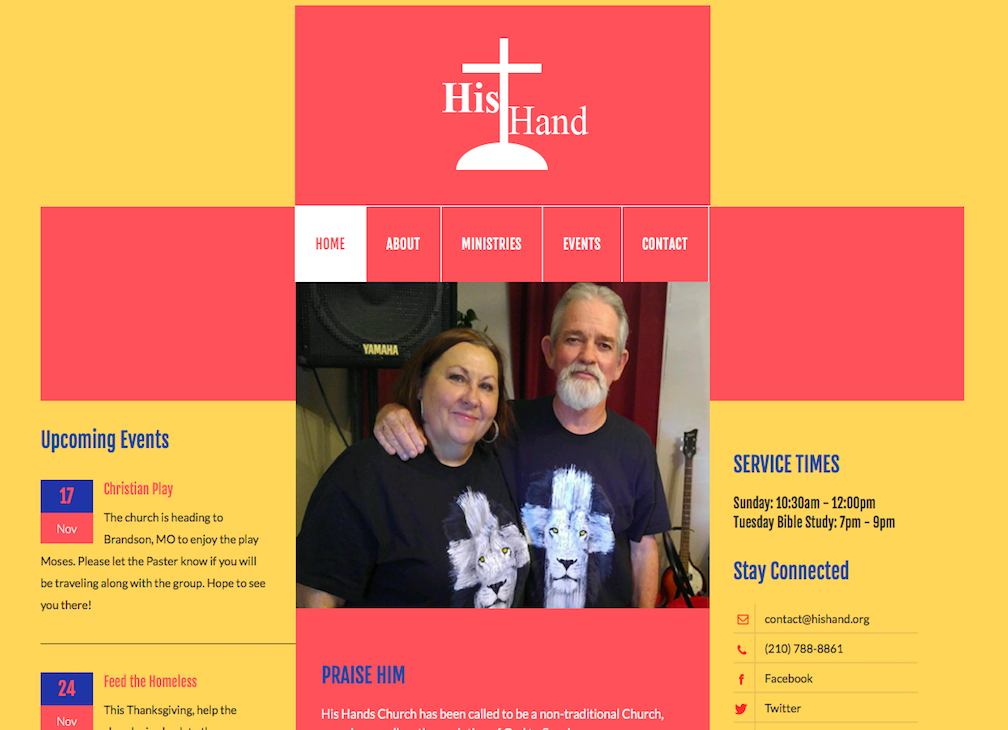 His
Hand
HOME
ABOUT
MINISTRIES
EVENTS
CONTACT
YAMAHA
Upcoming Events
17
Nov
Christian Play
The church is heading to
Brandson, MO to enjoy the play
Moses. Please let the Paster know if you will
be traveling along with the group. Hope to see
you there!
24
Nov
Feed the Homeless
This Thanksgiving, help the
PRAISE HIM
His Hands Church has been called to be a non-traditional Church,
SERVICE TIMES
Sunday: 10:30am - 12:00pm
Tuesday Bible Study: 7pm - 9pm
Stay Connected
contact@hishand.org
(210) 788-8861
Facebook
Twitter